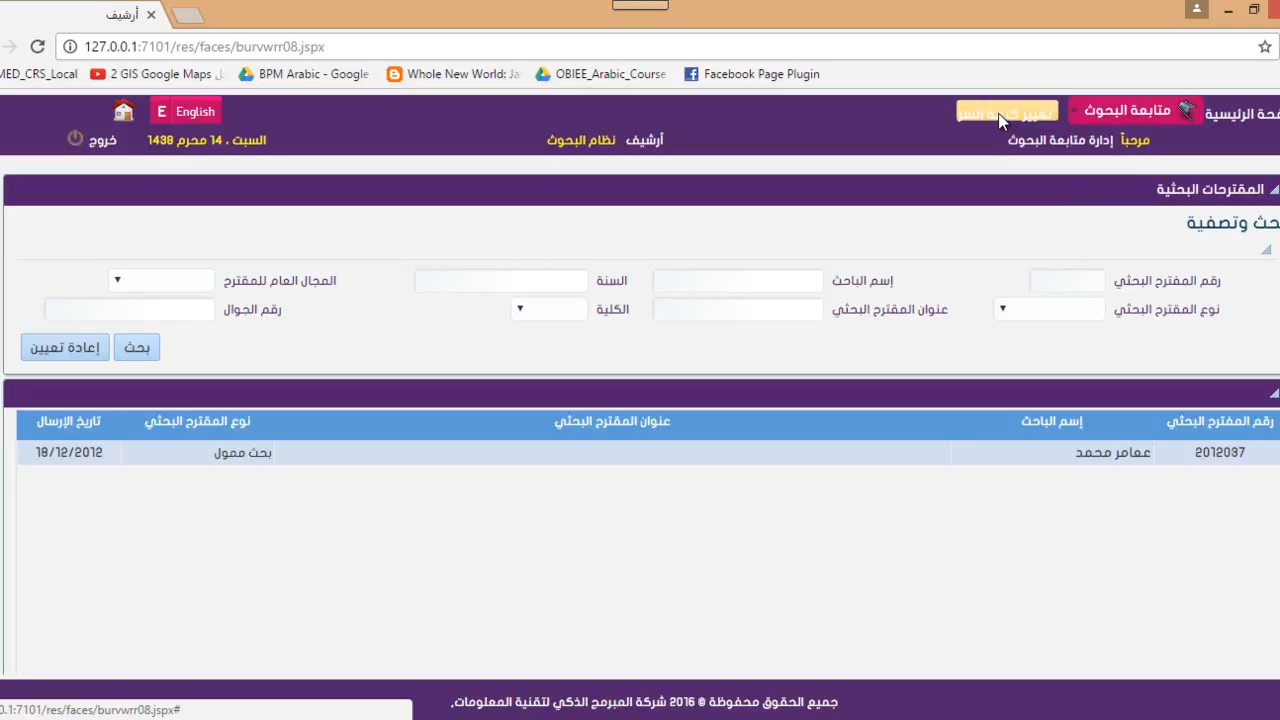 أرشيف
127.0.0.1:7101/res/faces/burvwrr08.jspx
MED_CRS_Local
2 GIS Google Maps
BPM Arabic - Google
Whole New World: Ja
OBIEE_Arabic_Course
Facebook Page Plugin
الرئيسية
متابعة البحوث
تغيير كلمة السر
E English
مرحباً إدارة متابعة البحوث
أرشيف نظام البحوث
السبت ، 14 محرم 1438
خروج
المقترحات البحثية
وتصفية
رقم المقترح البحثي
إسم الباحث
السنة
المجال العام للمقترح
نوع المقترح البحثي
عنوان المقترح البحثي
الكلية
رقم الجوال
بحث
إعادة تعيين
رقم المقترح البحثي إسم الباحث عنوان المقترح البحثي نوع المقترح البحثي تاريخ الإرسال
2012037 ععامر محمد بحث ممول 18/12/2012
جميع الحقوق محفوظة © 2016 شركة المبرمج الذكي لتقنية المعلومات,
0.1:7101/res/faces/burvwrr08.jspx#